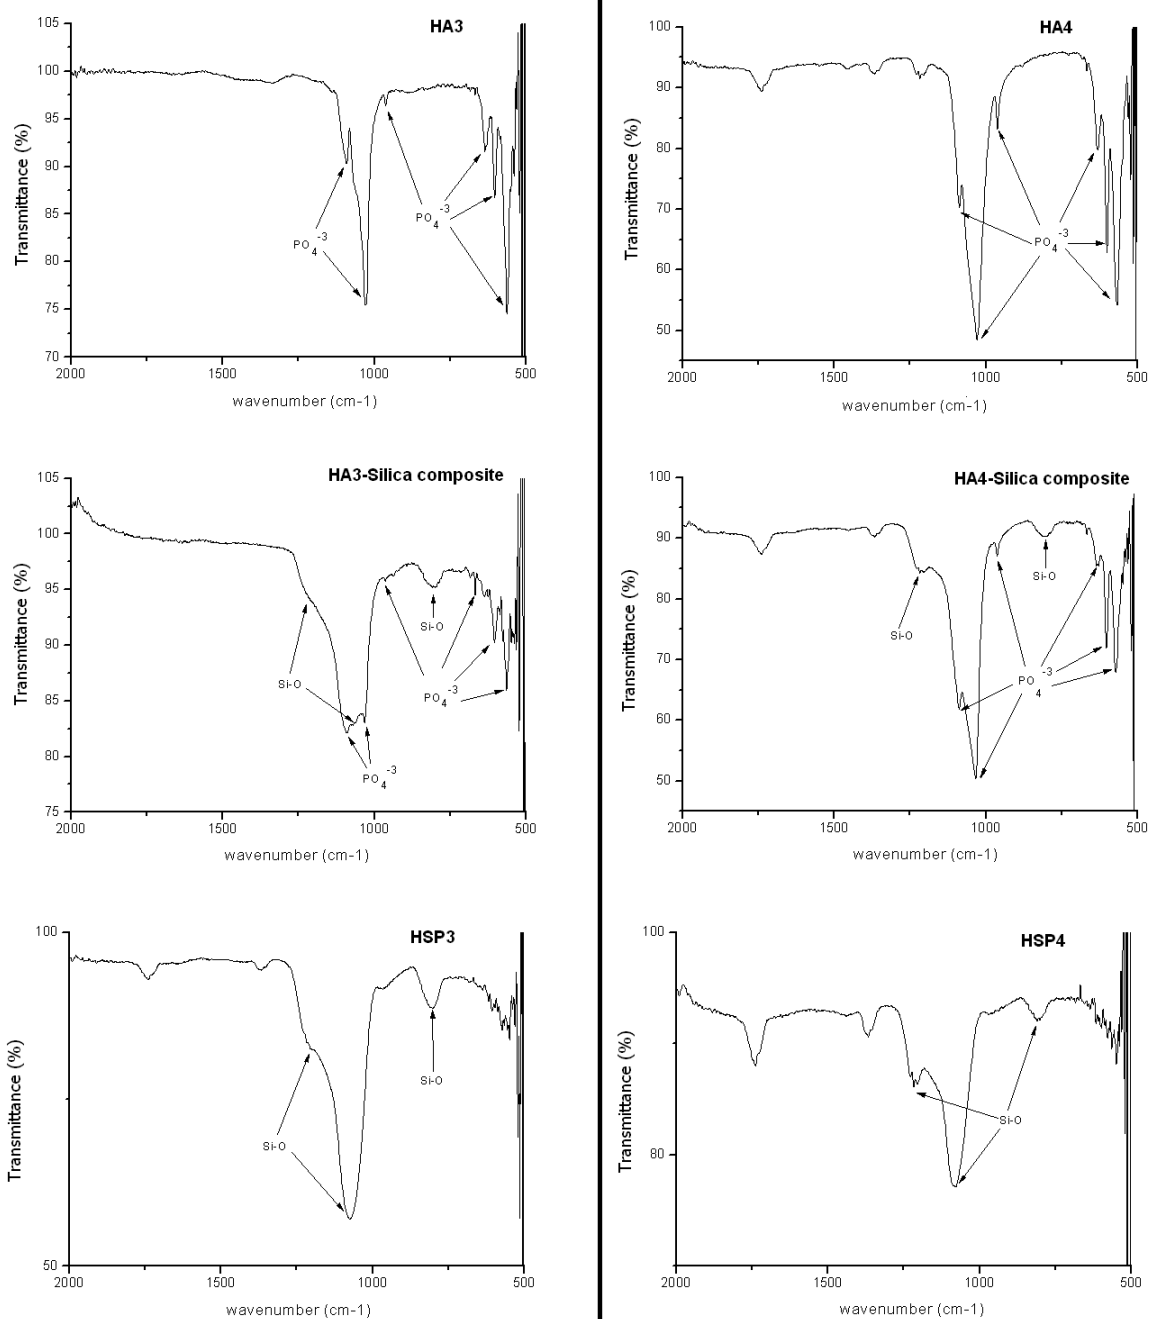 HA3
105
100
95
90
85
80
75
70
Transmittance (%)
PO4-3
PO4-3
2000
1500
1000
500
wavenumber (cm-1)
HA4
100
90
80
70
60
50
Transmittance (%)
PO4-3
2000
1500
1000
500
wavenumber (cm-1)
HA3-Silica composite
105
100
95
90
85
80
75
Transmittance (%)
Si-O
Si-O
PO4-3
PO4-3
2000
1500
1000
500
wavenumber (cm-1)
HA4-Silica composite
100
90
80
70
60
50
Transmittance (%)
Si-O
Si-O
PO4-3
2000
1500
1000
500
wavenumber (cm-1)
HSP3
100
50
Transmittance (%)
Si-O
Si-O
2000
1500
1000
500
wavenumber (cm-1)
HSP4
100
80
Transmittance (%)
Si-O
2000
1500
1000
500
wavenumber (cm-1)